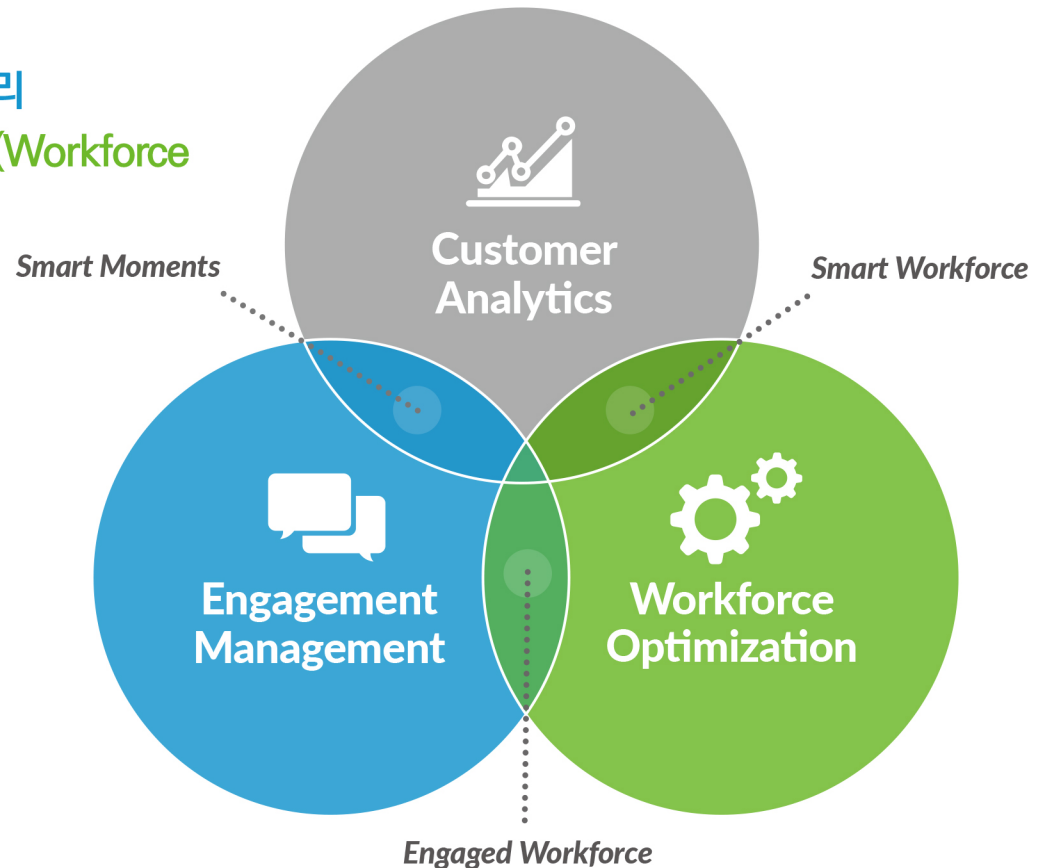 리
(Workforce
Smart Moments
Smart Workforce
Customer
Analytics
Engagement
Management
Workforce
Optimization
Engaged Workforce